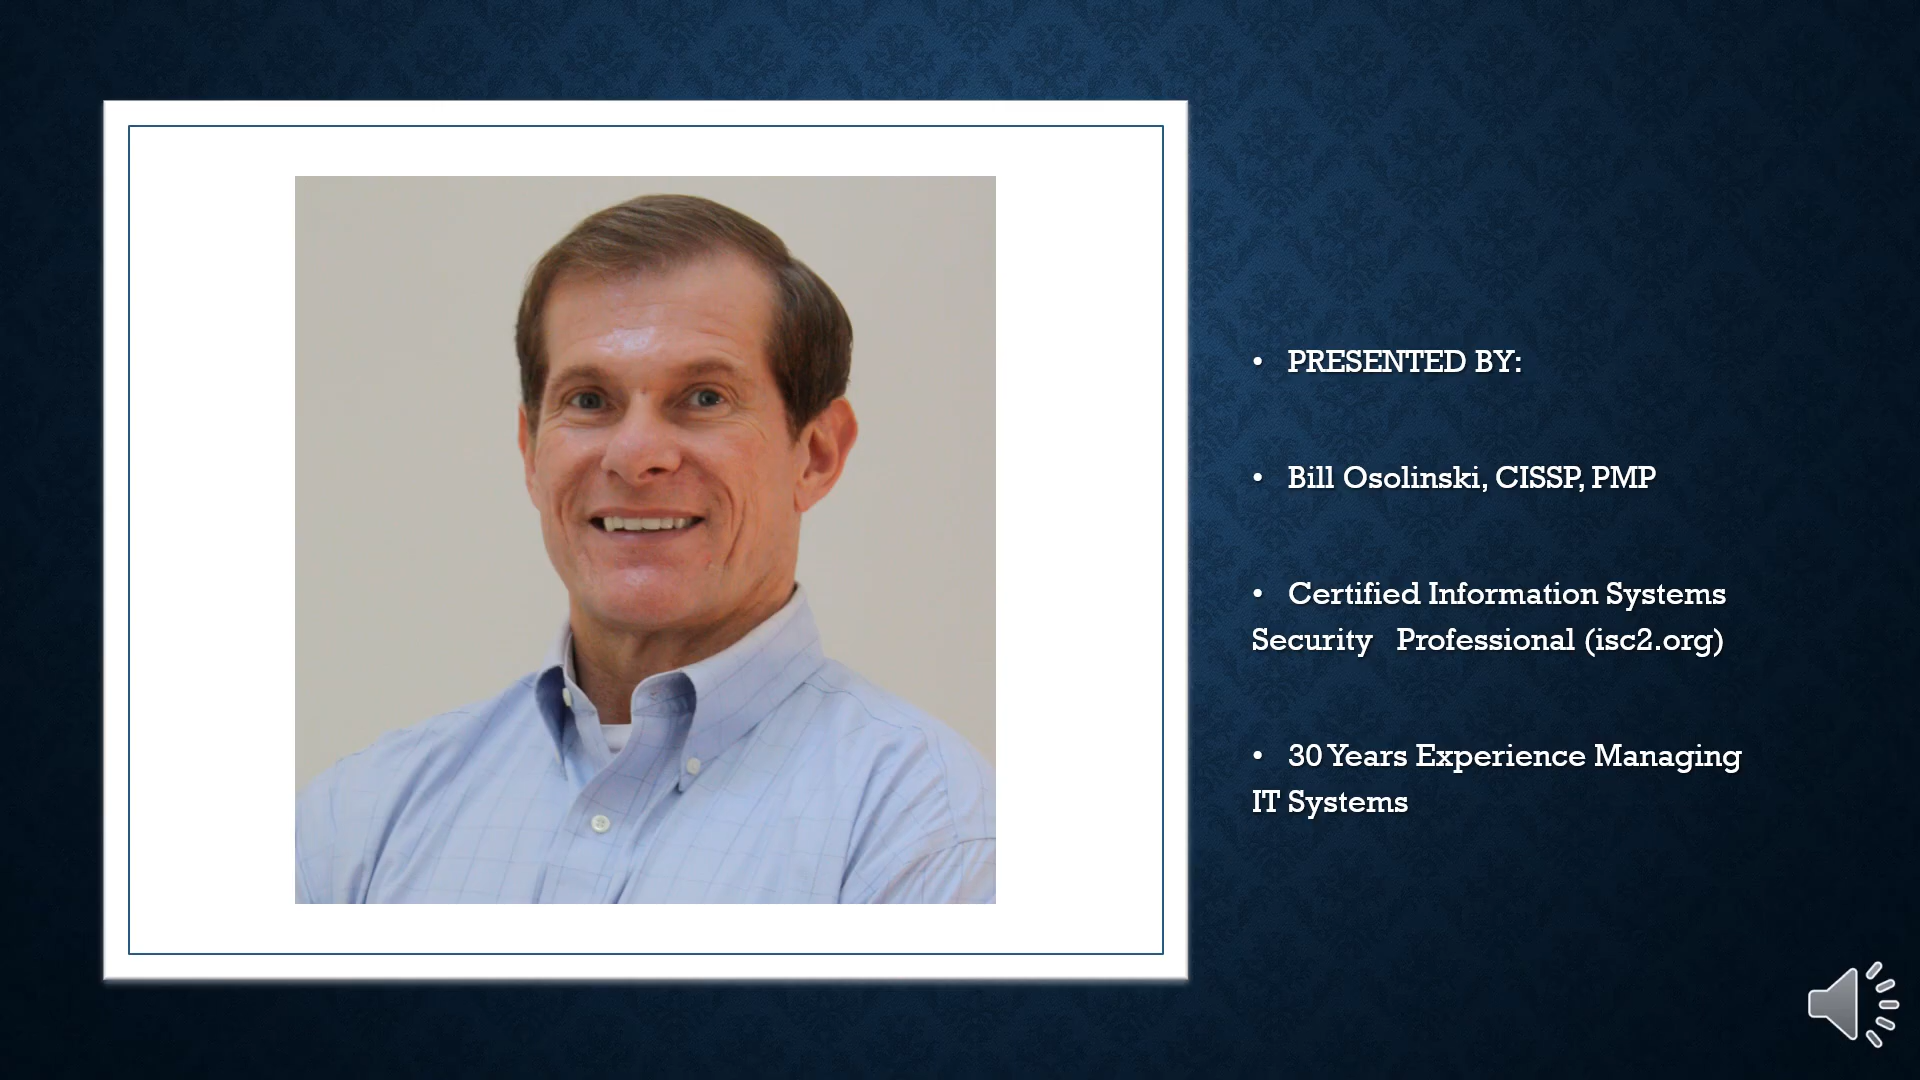 • PRESENTED BY:
• Bill Osolinski, CISSP, PMP
• Certified Information Systems
Security Professional (isc2.org)
• 30 Years Experience Managing
IT Systems